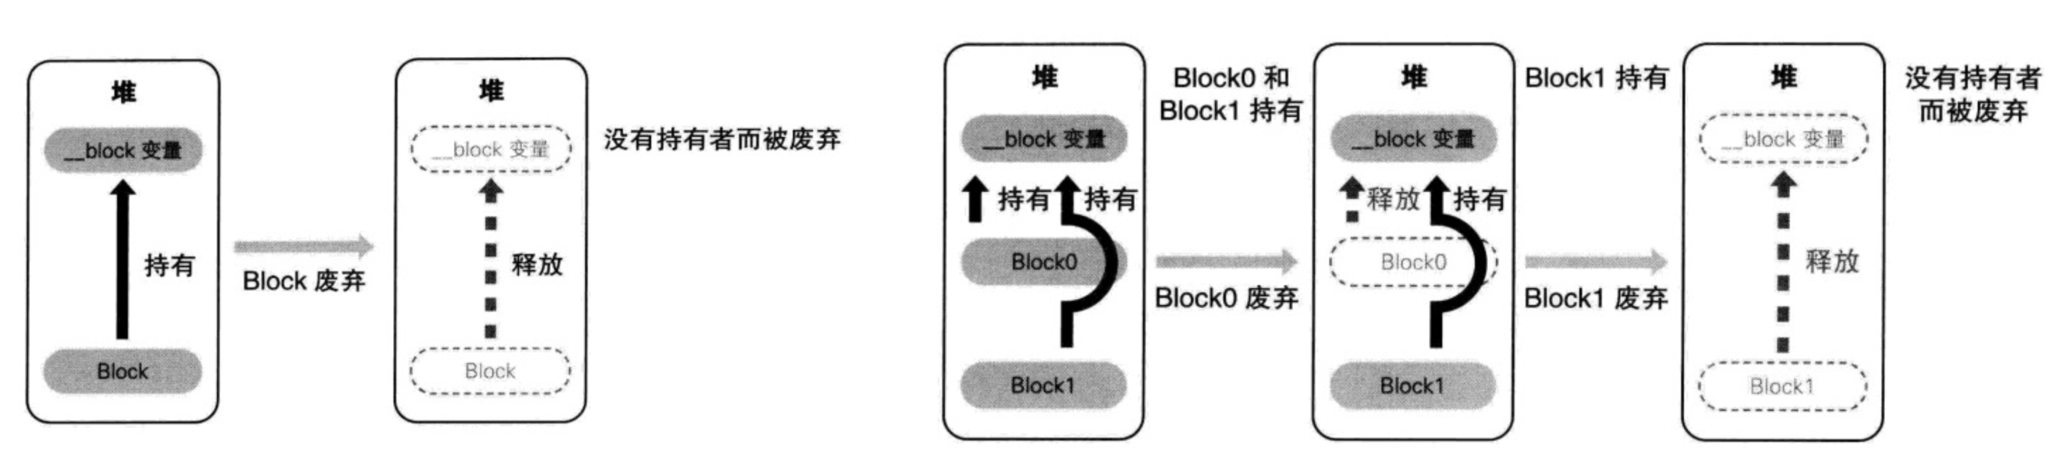 堆
__block 变量
持有
Block
Block 废弃
堆
__block 变量
释放
Block
没有持有者而被废弃
堆
__block 变量
持有
持有
Block0
Block1
Block0 和
Block1 持有
Block0 废弃
堆
__block 变量
释放
持有
Block0
Block1
Block1 持有
Block1 废弃
堆
__block 变量
释放
Block1
没有持有者
而被废弃